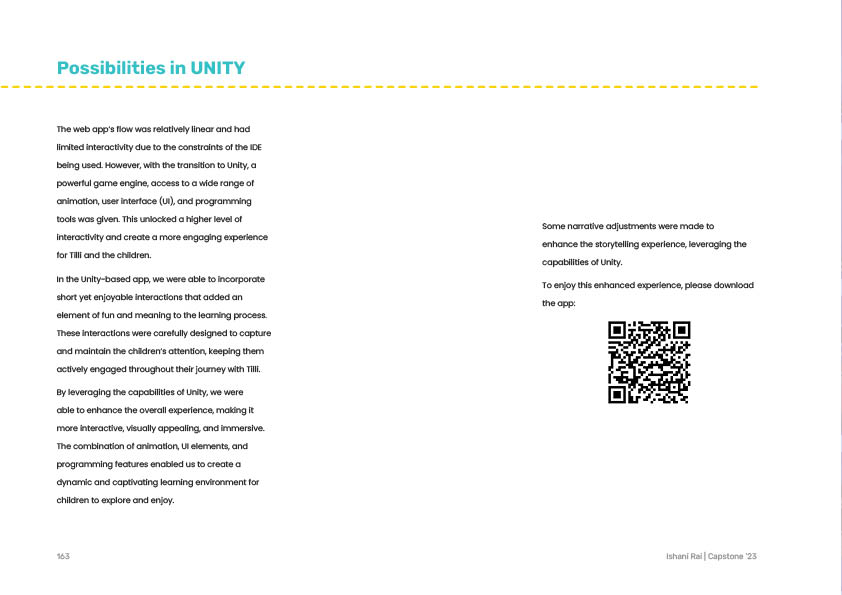 Possibilities in UNITY
The web app's flow was relatively linear and had
limited interactivity due to the constraints of the IDE
being used. However, with the transition to Unity, a
powerful game engine, access to a wide range of
animation, user interface (UI), and programming
tools was given. This unlocked a higher level of
interactivity and create a more engaging experience
for Tilli and the children.
In the Unity-based app, we were able to incorporate
short yet enjoyable interactions that added an
element of fun and meaning to the learning process.
These interactions were carefully designed to capture
and maintain the children's attention, keeping them
actively engaged throughout their journey with Tilli.
By leveraging the capabilities of Unity, we were
able to enhance the overall experience, making it
more interactive, visually appealing, and immersive.
The combination of animation, UI elements, and
programming features enabled us to create a
dynamic and captivating learning environment for
children to explore and enjoy.
Some narrative adjustments were made to
enhance the storytelling experience, leveraging the
capabilities of Unity.
To enjoy this enhanced experience, please download
the app:
163
Ishani Rai | Capstone '23